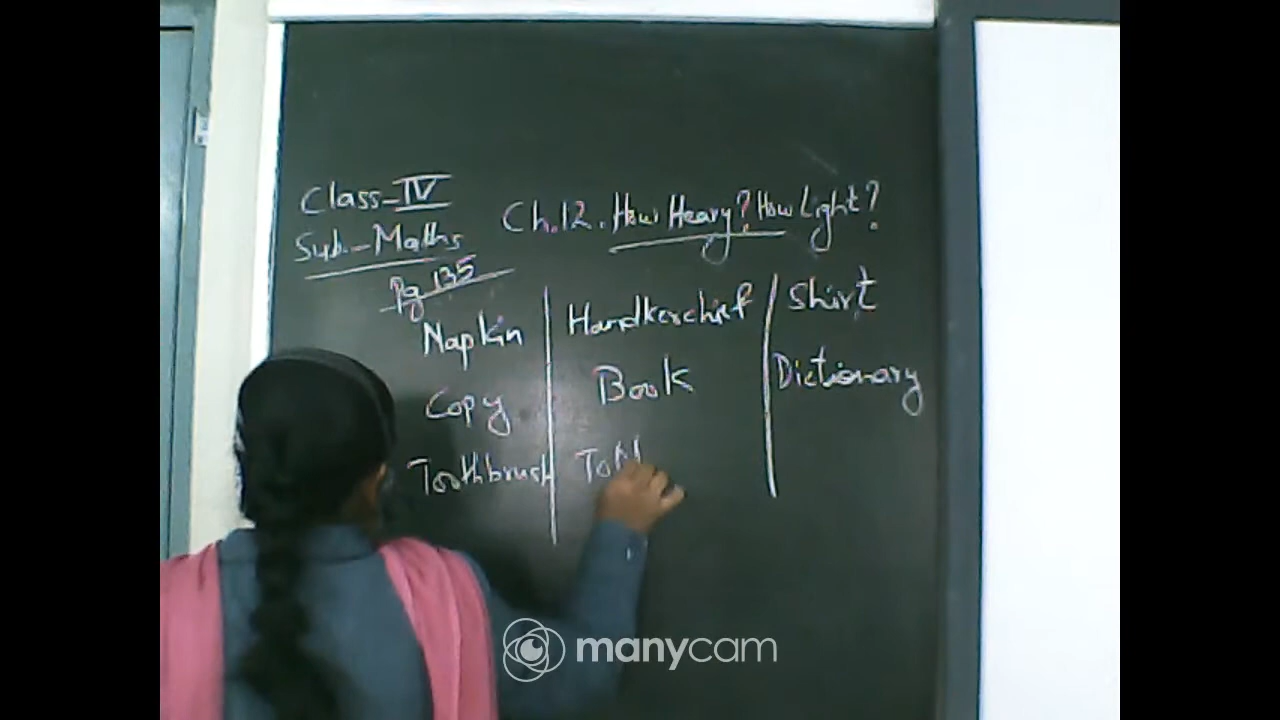 Class-IV
Sub.-Maths
Ch.12. How Heavy? How Light?
Pg 135
Napkin Handkerchief Shirt
Copy Book Dictionary
Toothbrush
manycam